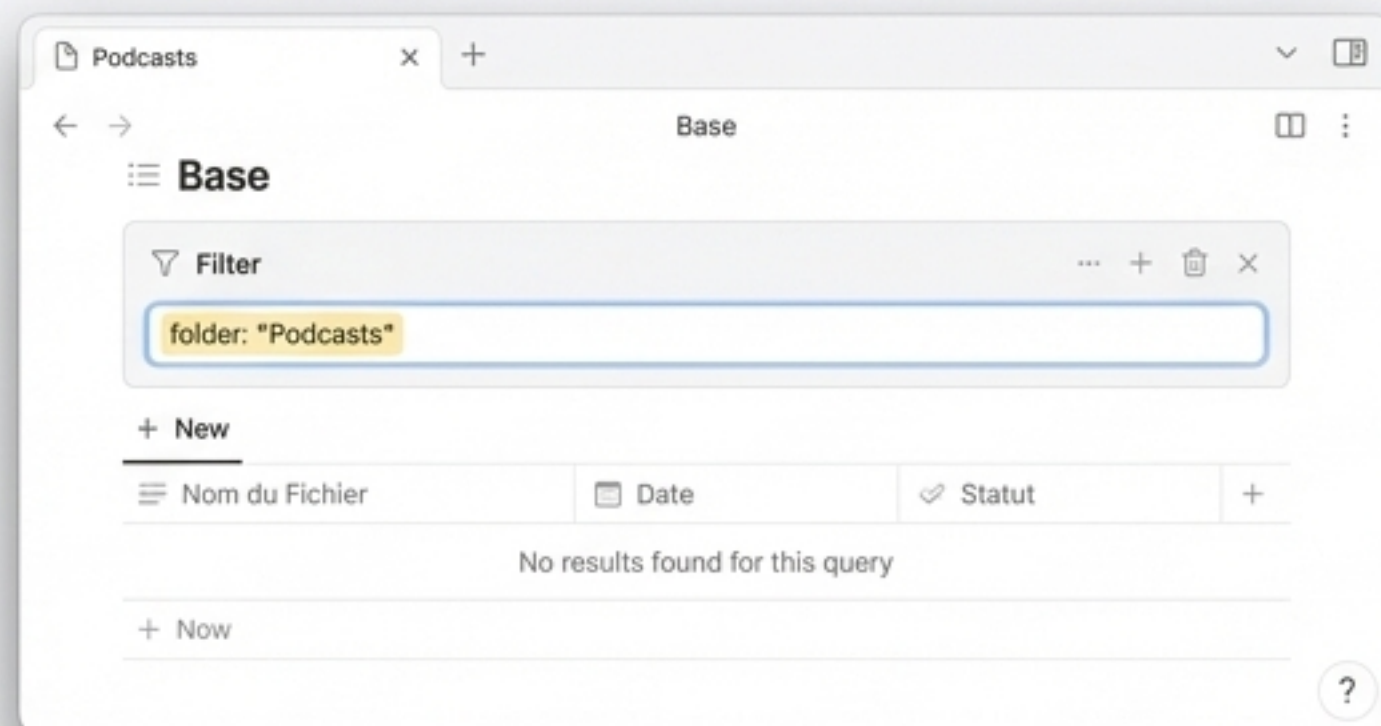 Podcasts
Base
Base
Filter
folder: "Podcasts"
+ New
Nom du Fichier Date Statut
No results found for this query
+ Now
?